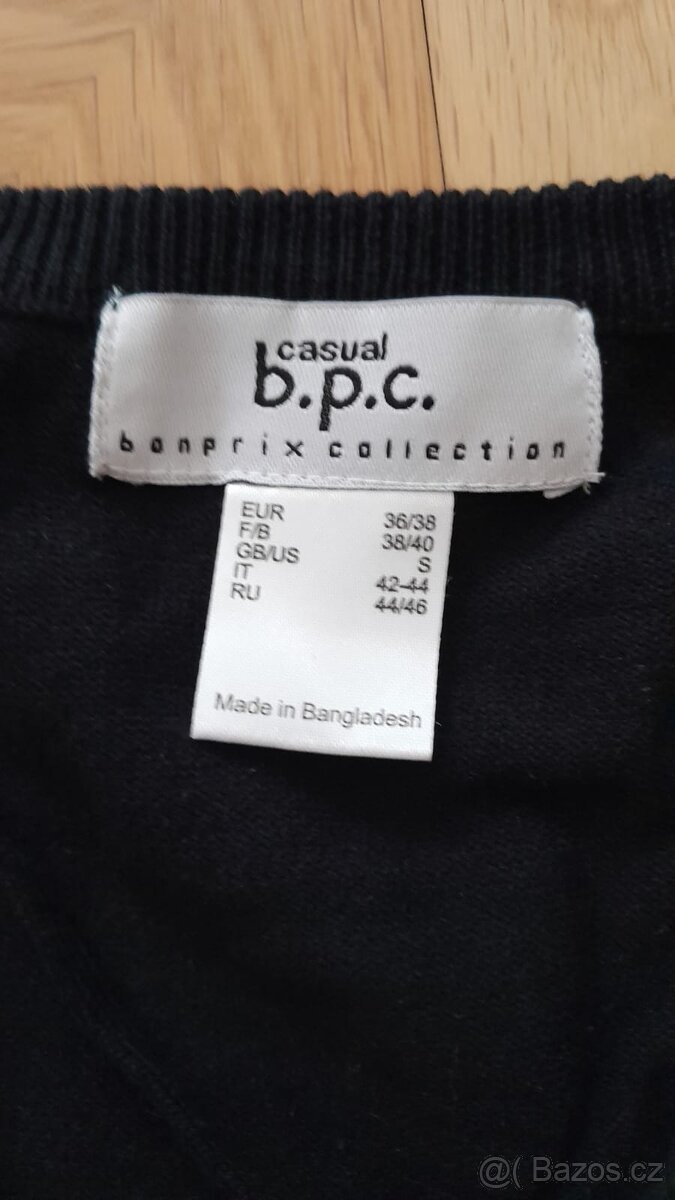 casual
b.p.c.
bonprix collection
EUR 36/38
F/B 38/40
GB/US S
IT 42-44
RU 44/46
Made in Bangladesh
@( Bazos.cz